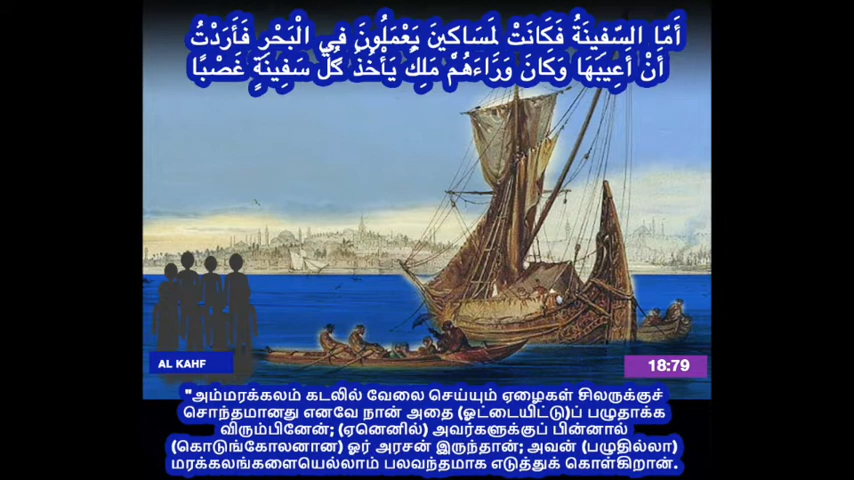 أَمَّا السَّفِينَةُ فَكَانَتْ لِمَسَاكِينَ يَعْمَلُونَ فِي الْبَحْرِ فَأَرَدْتُ
أَنْ أَعِيبَهَا وَكَانَ وَرَاءَهُمْ مَلِكٌ يَأْخُذُ كُلَّ سَفِينَةٍ غَصْبًا
AL KAHF
18:79
"அம்மரக்கலம் கடலில் வேலை செய்யும் ஏழைகள் சிலருக்குச்
சொந்தமானது எனவே நான் அதை (ஓட்டையிட்டு)ப் பழுதாக்க
விரும்பினேன்; (ஏனெனில்) அவர்களுக்குப் பின்னால்
(கொடுங்கோலனான) ஓர் அரசன் இருந்தான்; அவன் (பழுதில்லா)
மரக்கலங்களையெல்லாம் பலவந்தமாக எடுத்துக் கொள்கிறான்.